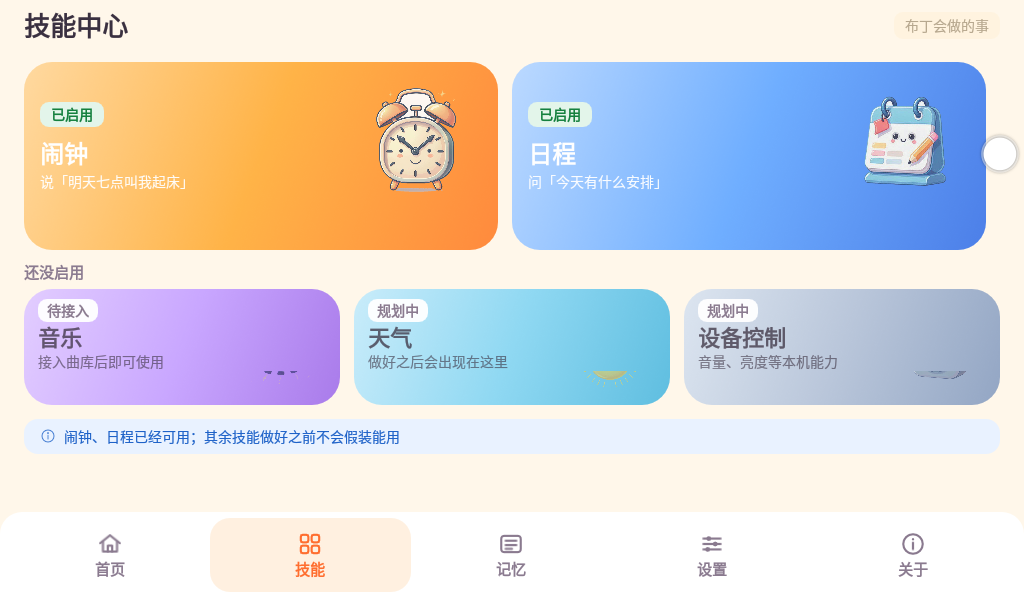 技能中心
布丁会做的事
已启用
闹钟
说「明天七点叫我起床」
已启用
日程
问「今天有什么安排」
还没启用
待接入
音乐
接入曲库后即可使用
规划中
天气
做好之后会出现在这里
规划中
设备控制
音量、亮度等本机能力
闹钟、日程已经可用；其余技能做好之前不会假装能用
首页
技能
记忆
设置
关于